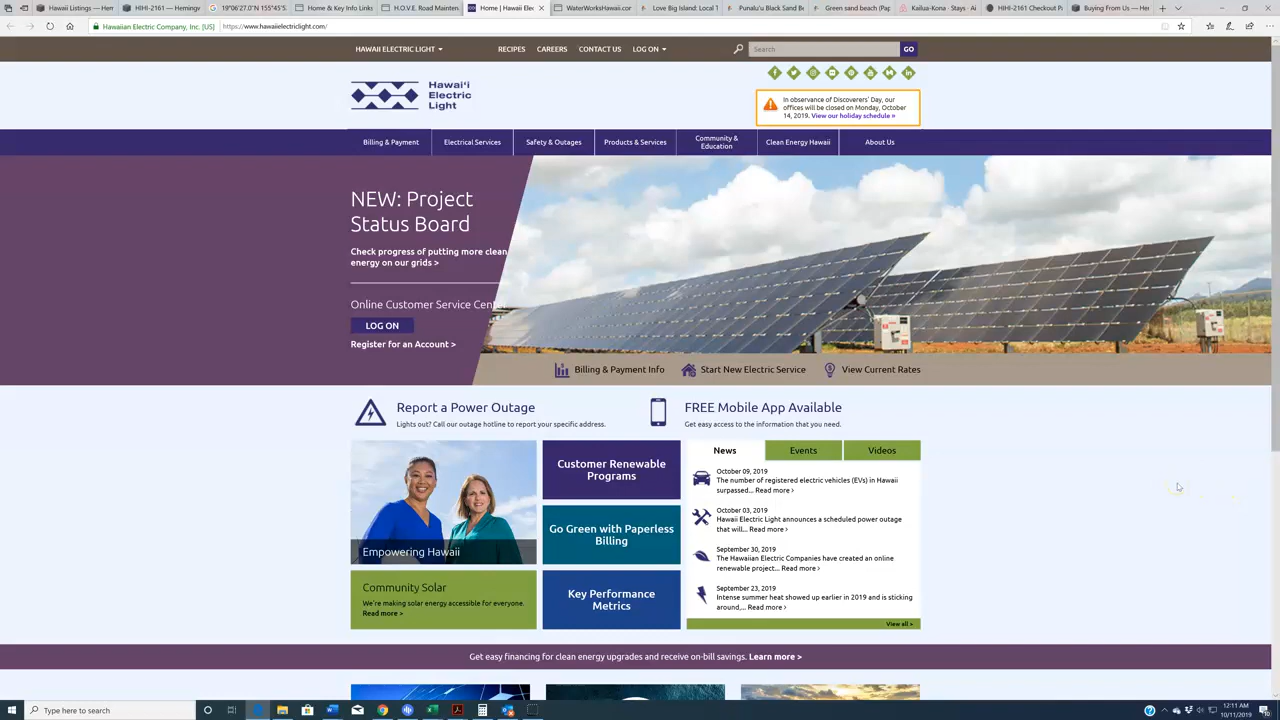 Hawaii Listings — Herr
HIHI-2161 — Hemingw
19°06'27.0"N 155°45'5
Home & Key Info Links
H.O.V.E. Road Mainten
Home | Hawaii Elec
WaterWorksHawaii.cor
Love Big Island: Local T
Punalu'u Black Sand B
Green sand beach (Pap
Kailua-Kona - Stays - Ai
HIHI-2161 Checkout P
Buying From Us — He
Hawaiian Electric Company, Inc. [US]
https://www.hawaiielectriclight.com/
HAWAII ELECTRIC LIGHT
RECIPES
CAREERS
CONTACT US
LOG ON
Search
GO
Hawai‘i
Electric
Light
In observance of Discoverers' Day, our
offices will be closed on Monday, October
14, 2019. View our holiday schedule »
Billing & Payment
Electrical Services
Safety & Outages
Products & Services
Community &
Education
Clean Energy Hawaii
About Us
NEW: Project
Status Board
Check progress of putting more clean
energy on our grids >
Online Customer Service Center
LOG ON
Register for an Account >
Billing & Payment Info
Start New Electric Service
View Current Rates
Report a Power Outage
Lights out? Call our outage hotline to report your specific address.
FREE Mobile App Available
Get easy access to the information that you need.
Empowering Hawaii
Community Solar
We're making solar energy accessible for everyone.
Read more >
Customer Renewable
Programs
Go Green with Paperless
Billing
Key Performance
Metrics
News
Events
Videos
October 09, 2019
The number of registered electric vehicles (EVs) in Hawaii
surpassed... Read more ›
October 03, 2019
Hawaii Electric Light announces a scheduled power outage
that will... Read more ›
September 30, 2019
The Hawaiian Electric Companies have created an online
renewable project... Read more ›
September 23, 2019
Intense summer heat showed up earlier in 2019 and is sticking
around,... Read more ›
View all >
Get easy financing for clean energy upgrades and receive on-bill savings. Learn more >
Type here to search
12:11 AM
10/11/2019